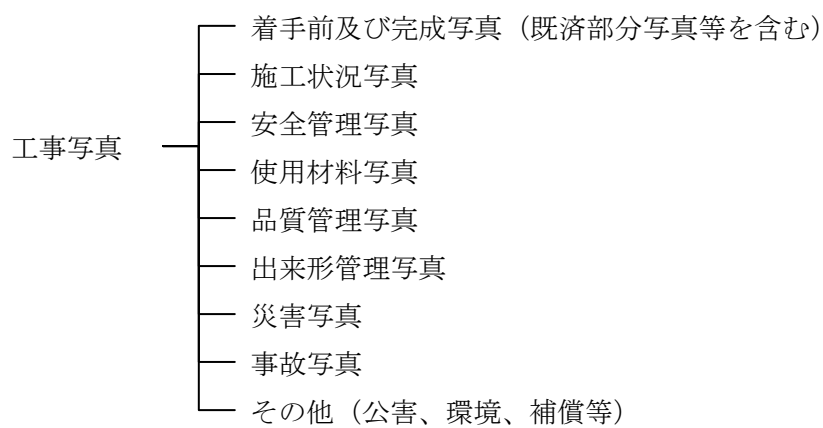 工事写真
着手前及び完成写真（既済部分写真等を含む）
施工状況写真
安全管理写真
使用材料写真
品質管理写真
出来形管理写真
災害写真
事故写真
その他（公害、環境、補償等）